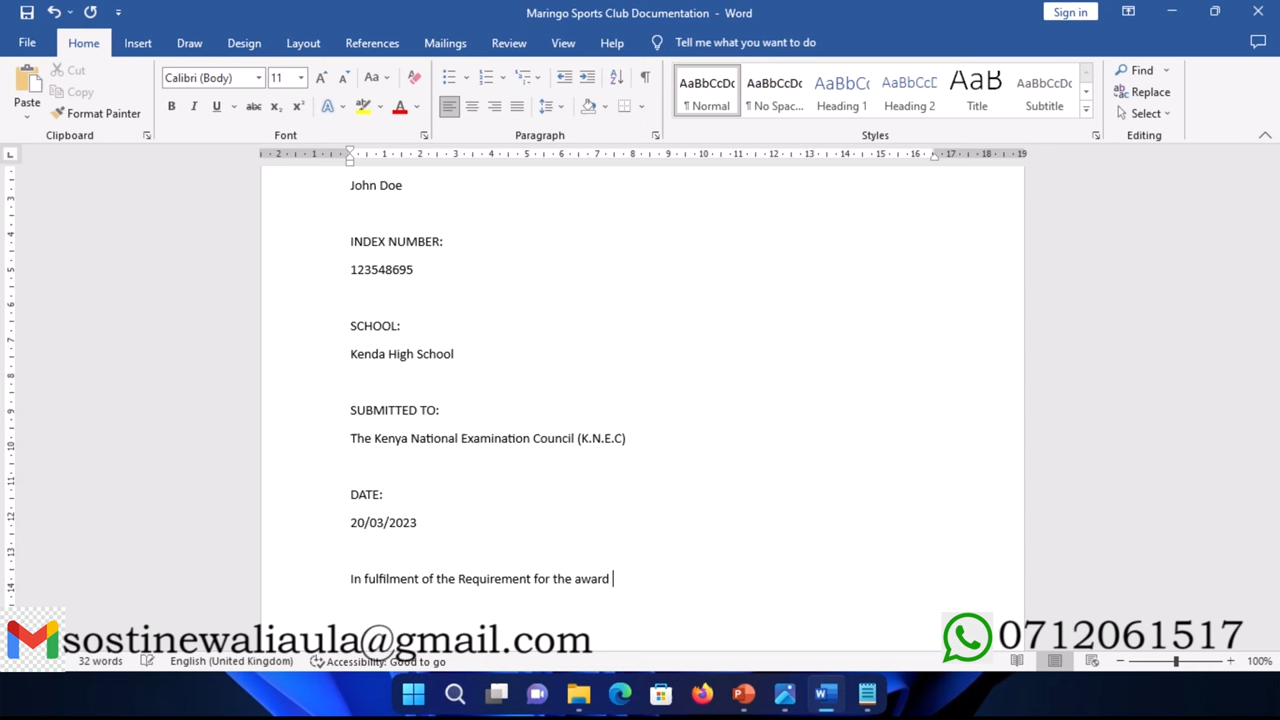 Maringo Sports Club Documentation - Word
Sign in
File Home Insert Draw Design Layout References Mailings Review View Help Tell me what you want to do
Paste
Cut
Copy
Format Painter
Clipboard
Calibri (Body) 11
Font
Paragraph
AaBbCcDc
¶ Normal
AaBbCcDc
¶ No Spac...
AaBbCc
Heading 1
AaBbCcD
Heading 2
AaB
Title
AaBbCcD
Subtitle
Styles
Find
Replace
Select
Editing
John Doe
INDEX NUMBER:
123548695
SCHOOL:
Kenda High School
SUBMITTED TO:
The Kenya National Examination Council (K.N.E.C)
DATE:
20/03/2023
In fulfilment of the Requirement for the award
sostinewaliaula@gmail.com
0712061517
32 words English (United Kingdom) Accessibility: Good to go 100%